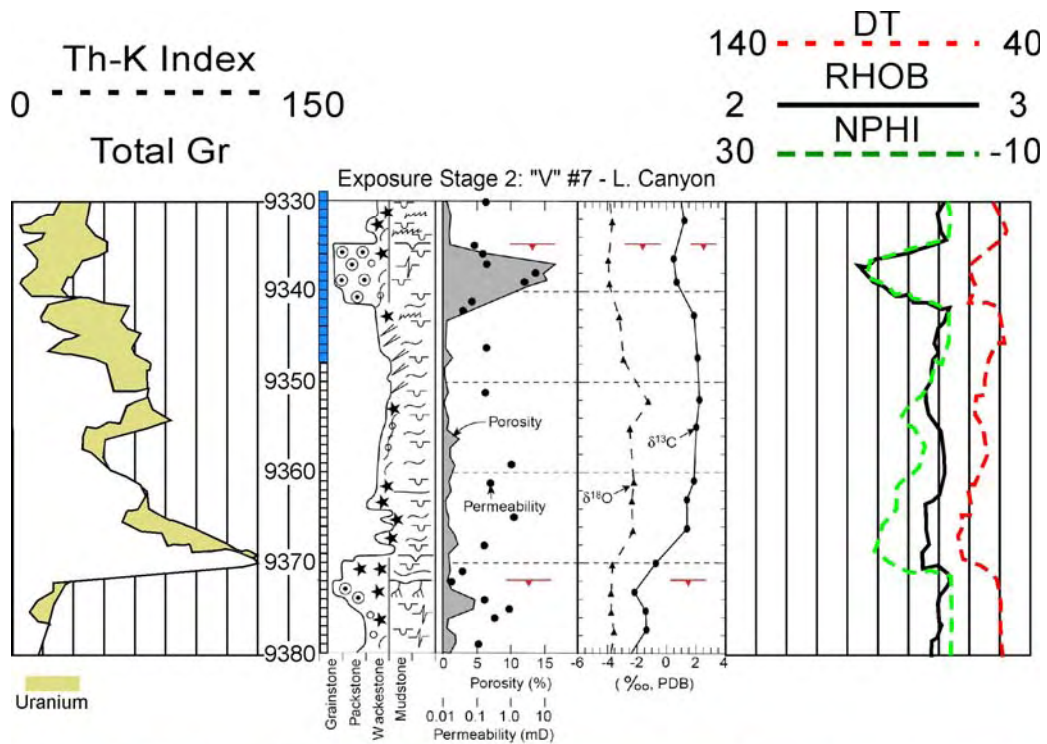 Th-K Index
0 150
Total Gr
DT
140 40
RHOB
2 3
NPHI
30 -10
Exposure Stage 2: "V" #7 - L. Canyon
9330
9340
9350
9360
9370
9380
Porosity
Permeability
δ¹³C
δ¹⁸O
Uranium
Grainstone
Packstone
Wackestone
Mudstone
0 5 10 15
Porosity (%)
0.01 0.1 1.0 10
Permeability (mD)
-6 -4 -2 0 2 4
(‰, PDB)